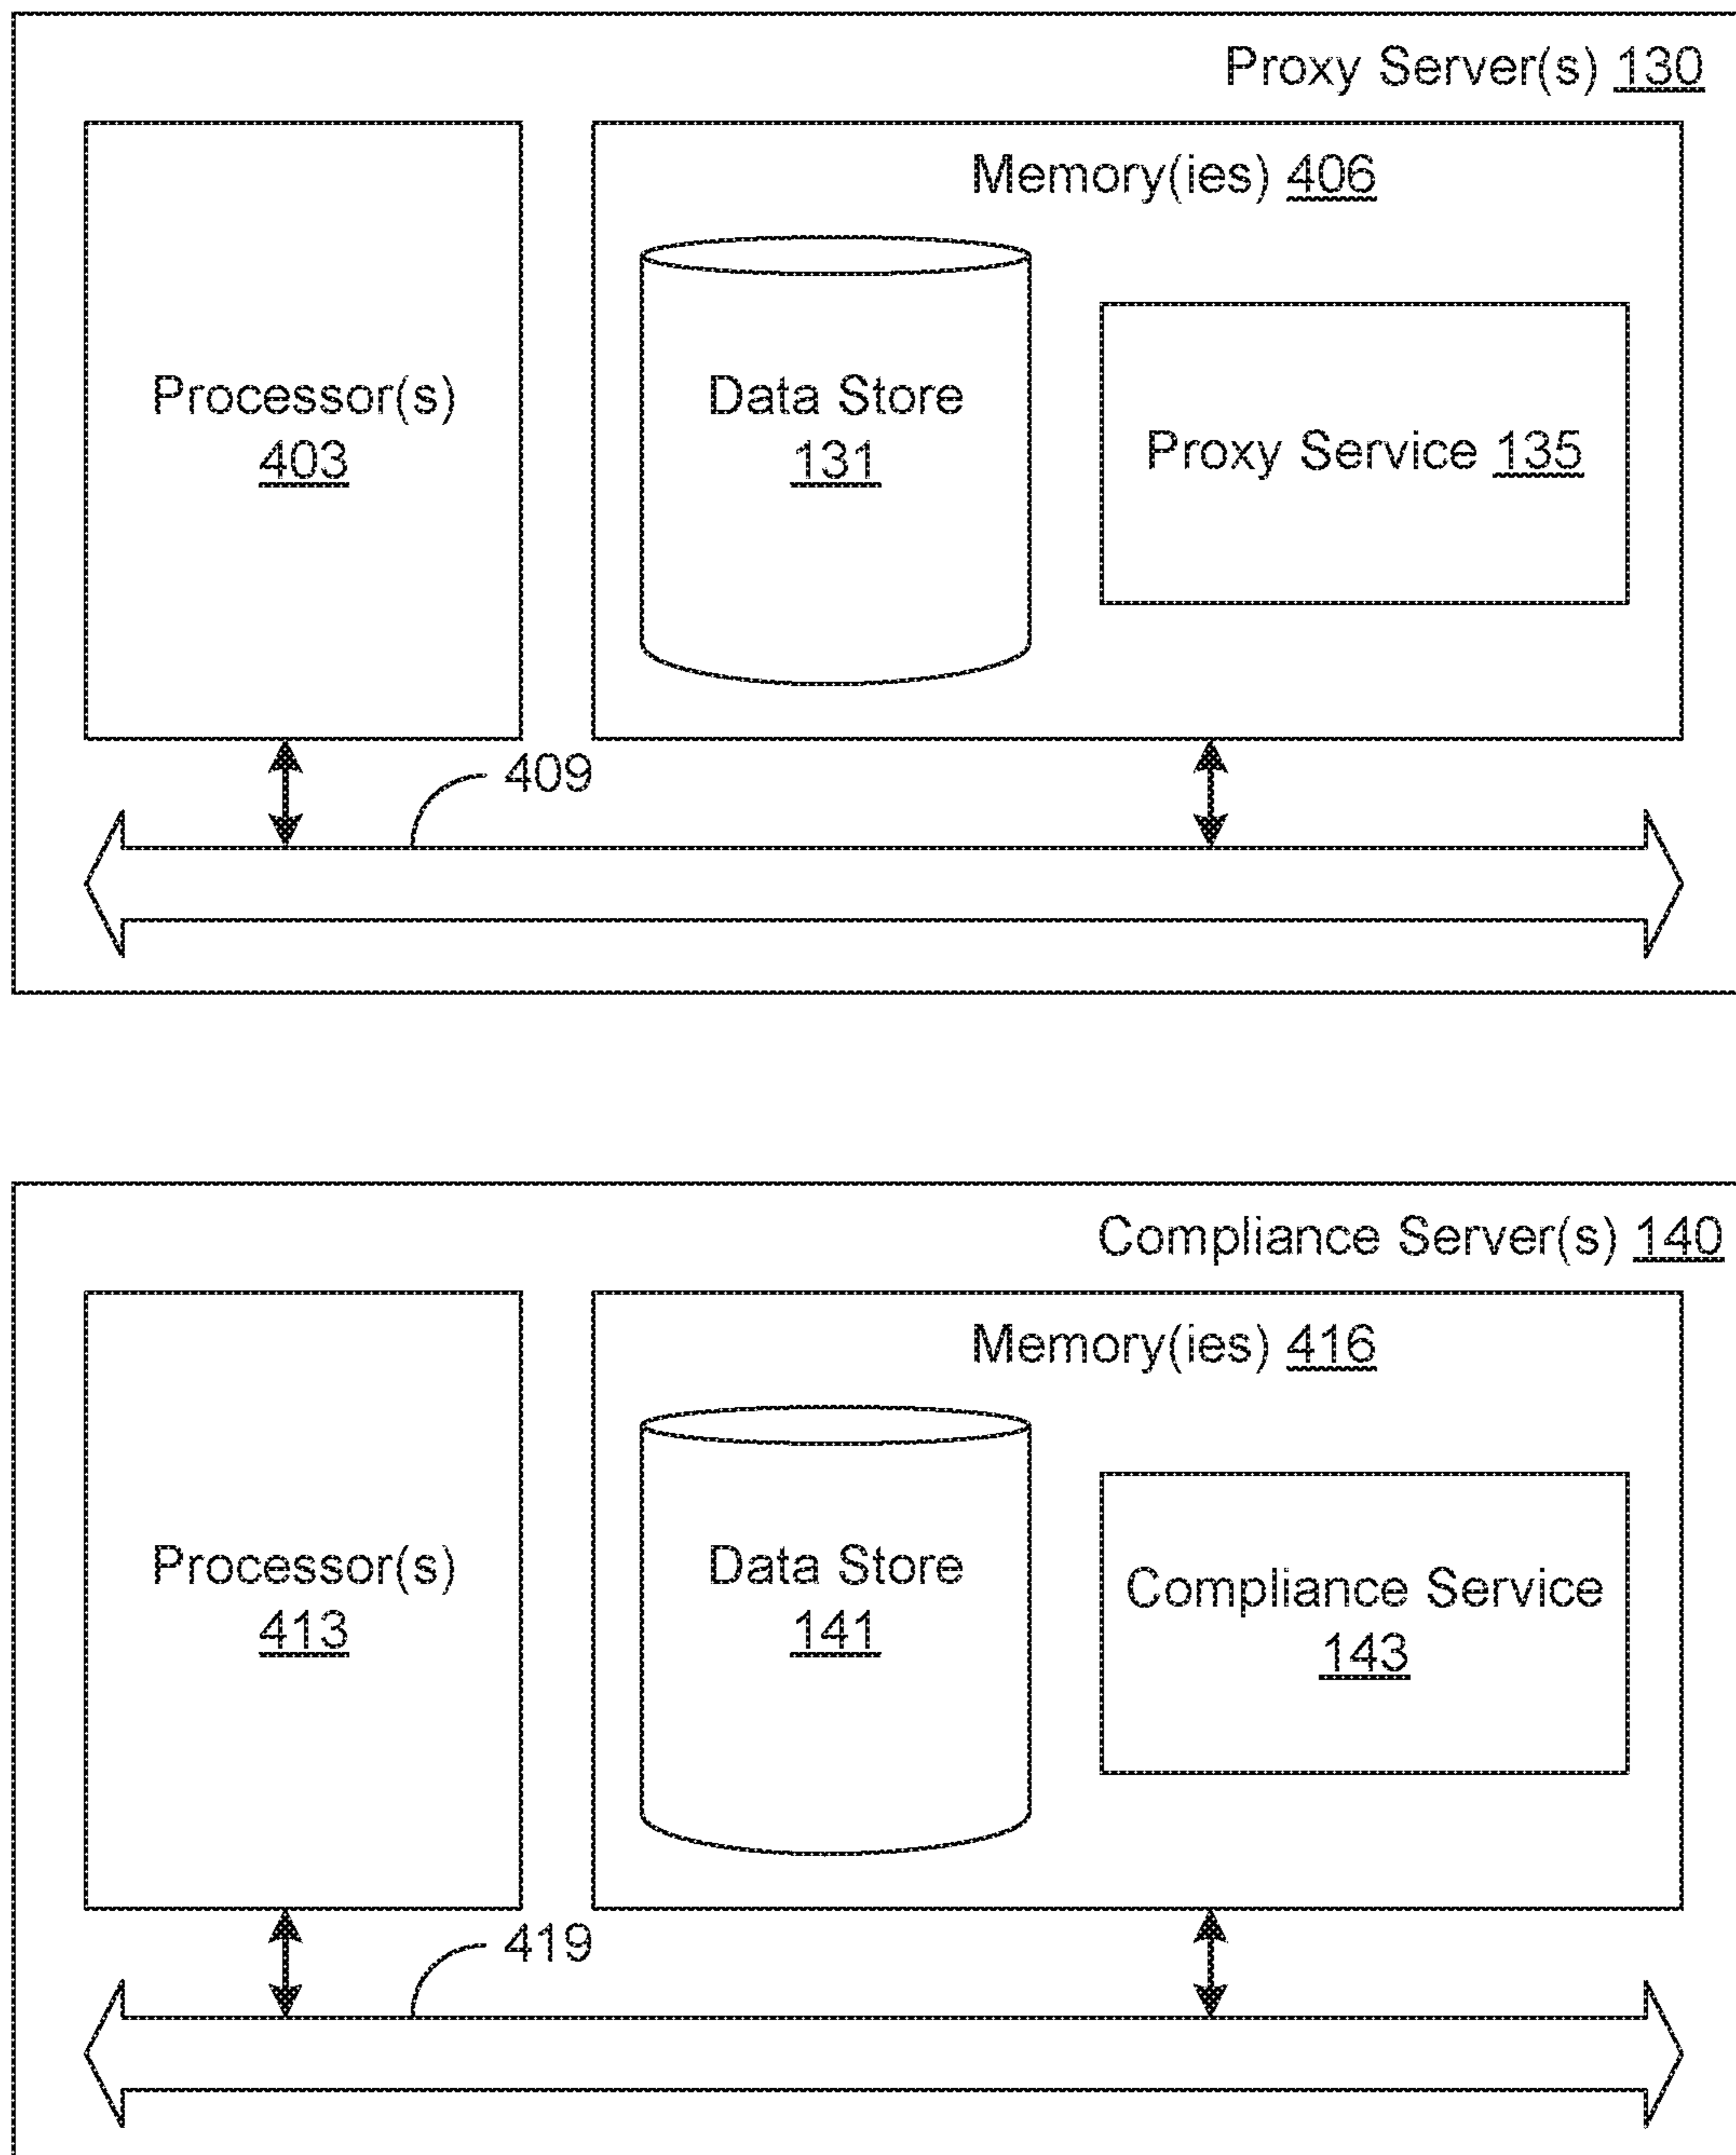 Proxy Server(s) 130
Memory(ies) 406
Processor(s)
403
Data Store
131
Proxy Service 135
409
Compliance Server(s) 140
Memory(ies) 416
Processor(s)
413
Data Store
141
Compliance Service
143
419